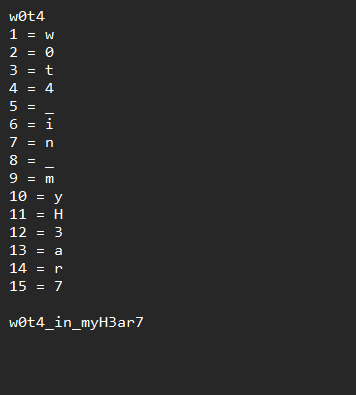 w0t4
1 = w
2 = 0
3 = t
4 = 4
5 = _
6 = i
7 = n
8 = _
9 = m
10 = y
11 = H
12 = 3
13 = a
14 = r
15 = 7
w0t4_in_myH3ar7